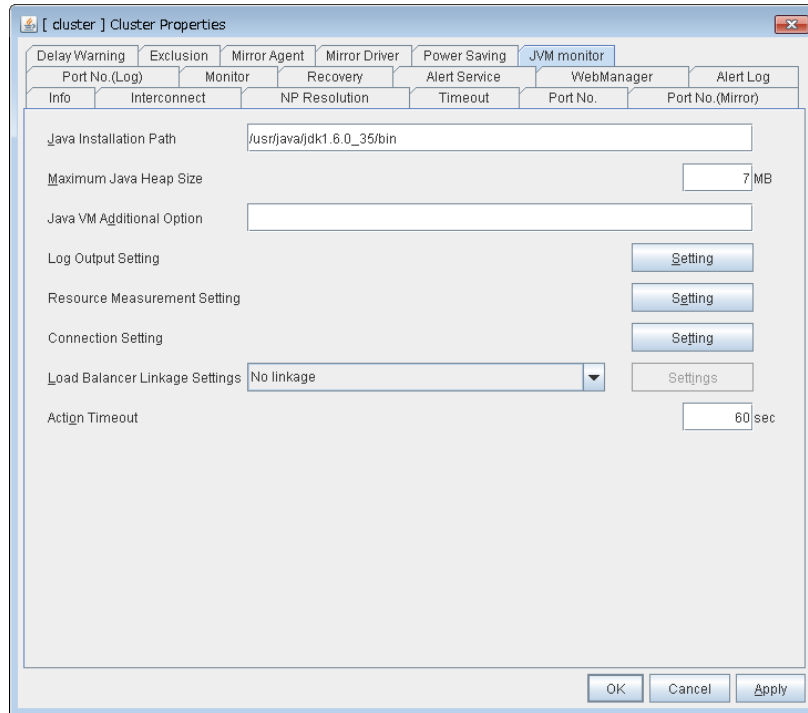 [ cluster ] Cluster Properties
Delay Warning Exclusion Mirror Agent Mirror Driver Power Saving JVM monitor
Port No.(Log) Monitor Recovery Alert Service WebManager Alert Log
Info Interconnect NP Resolution Timeout Port No. Port No.(Mirror)
Java Installation Path /usr/java/jdk1.6.0_35/bin
Maximum Java Heap Size 7 MB
Java VM Additional Option
Log Output Setting Setting
Resource Measurement Setting Setting
Connection Setting Setting
Load Balancer Linkage Settings No linkage Settings
Action Timeout 60 sec
OK Cancel Apply